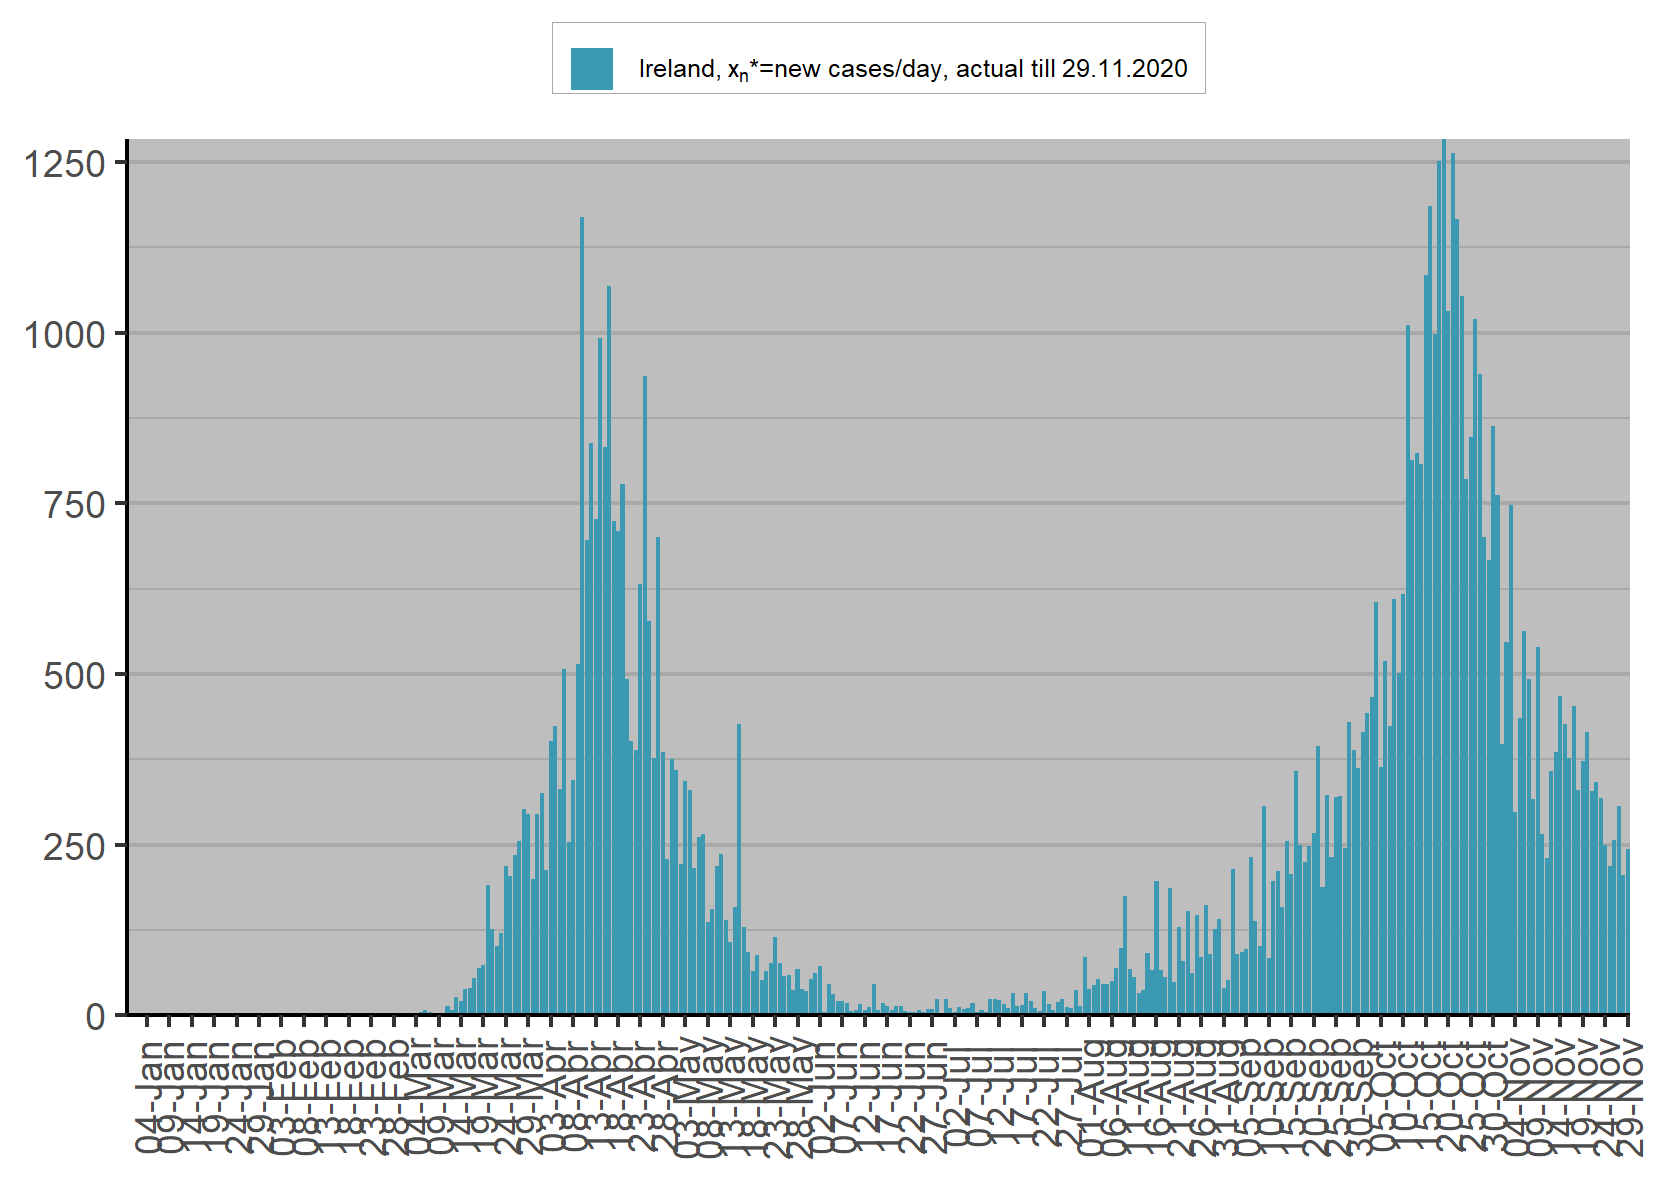 Ireland, xn*=new cases/day, actual till 29.11.2020
1250
1000
750
500
250
0
04-Jan
09-Jan
14-Jan
19-Jan
24-Jan
29-Jan
03-Feb
08-Feb
13-Feb
18-Feb
23-Feb
28-Feb
04-Mar
09-Mar
14-Mar
19-Mar
24-Mar
29-Mar
03-Apr
08-Apr
13-Apr
18-Apr
23-Apr
28-Apr
03-May
08-May
13-May
18-May
23-May
28-May
02-Jun
07-Jun
12-Jun
17-Jun
22-Jun
27-Jun
02-Jul
07-Jul
12-Jul
17-Jul
22-Jul
27-Jul
01-Aug
06-Aug
11-Aug
16-Aug
21-Aug
26-Aug
31-Aug
05-Sep
10-Sep
15-Sep
20-Sep
25-Sep
30-Sep
05-Oct
10-Oct
15-Oct
20-Oct
25-Oct
30-Oct
04-Nov
09-Nov
14-Nov
19-Nov
24-Nov
29-Nov